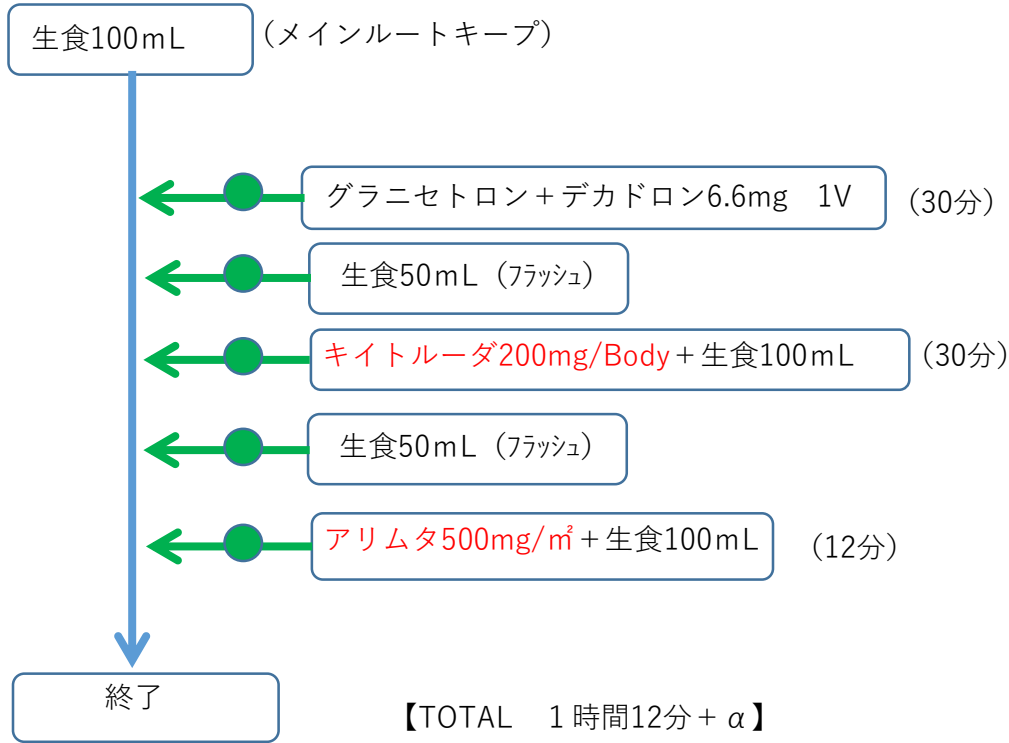 生食100mL (メインルートキープ)
グラニセトロン+デカドロン6.6mg　1V (30分)
生食50mL (ﾌﾗｯｼｭ)
キイトルーダ200mg/Body+生食100mL (30分)
生食50mL (ﾌﾗｯｼｭ)
アリムタ500mg/㎡+生食100mL (12分)
終了
【TOTAL　1時間12分+α】